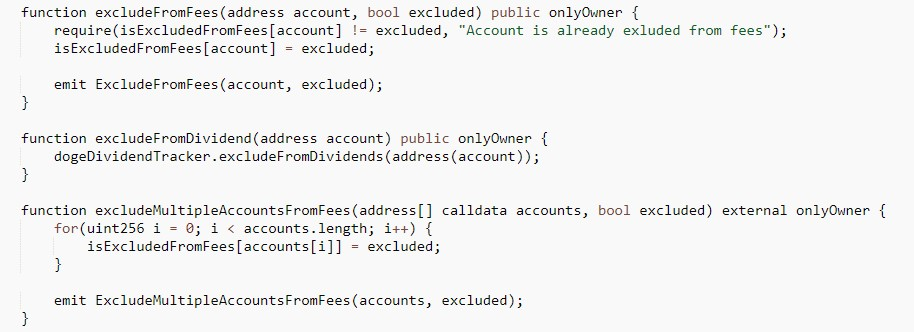 function excludeFromFees(address account, bool excluded) public onlyOwner {
    require(isExcludedFromFees[account] != excluded, "Account is already exluded from fees");
    isExcludedFromFees[account] = excluded;

    emit ExcludeFromFees(account, excluded);
}

function excludeFromDividend(address account) public onlyOwner {
    dogeDividendTracker.excludeFromDividends(address(account));
}

function excludeMultipleAccountsFromFees(address[] calldata accounts, bool excluded) external onlyOwner {
    for(uint256 i = 0; i < accounts.length; i++) {
        isExcludedFromFees[accounts[i]] = excluded;
    }

    emit ExcludeMultipleAccountsFromFees(accounts, excluded);
}